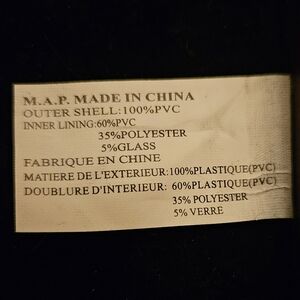 M.A.P. MADE IN CHINA
OUTER SHELL:100%PVC
INNER LINING:60%PVC
35%POLYESTER
5%GLASS
FABRIQUE EN CHINE
MATIERE DE L'EXTERIEUR:100%PLASTIQUE(PVC)
DOUBLURE D'INTERIEUR: 60%PLASTIQUE(PVC)
35% POLYESTER
5% VERRE